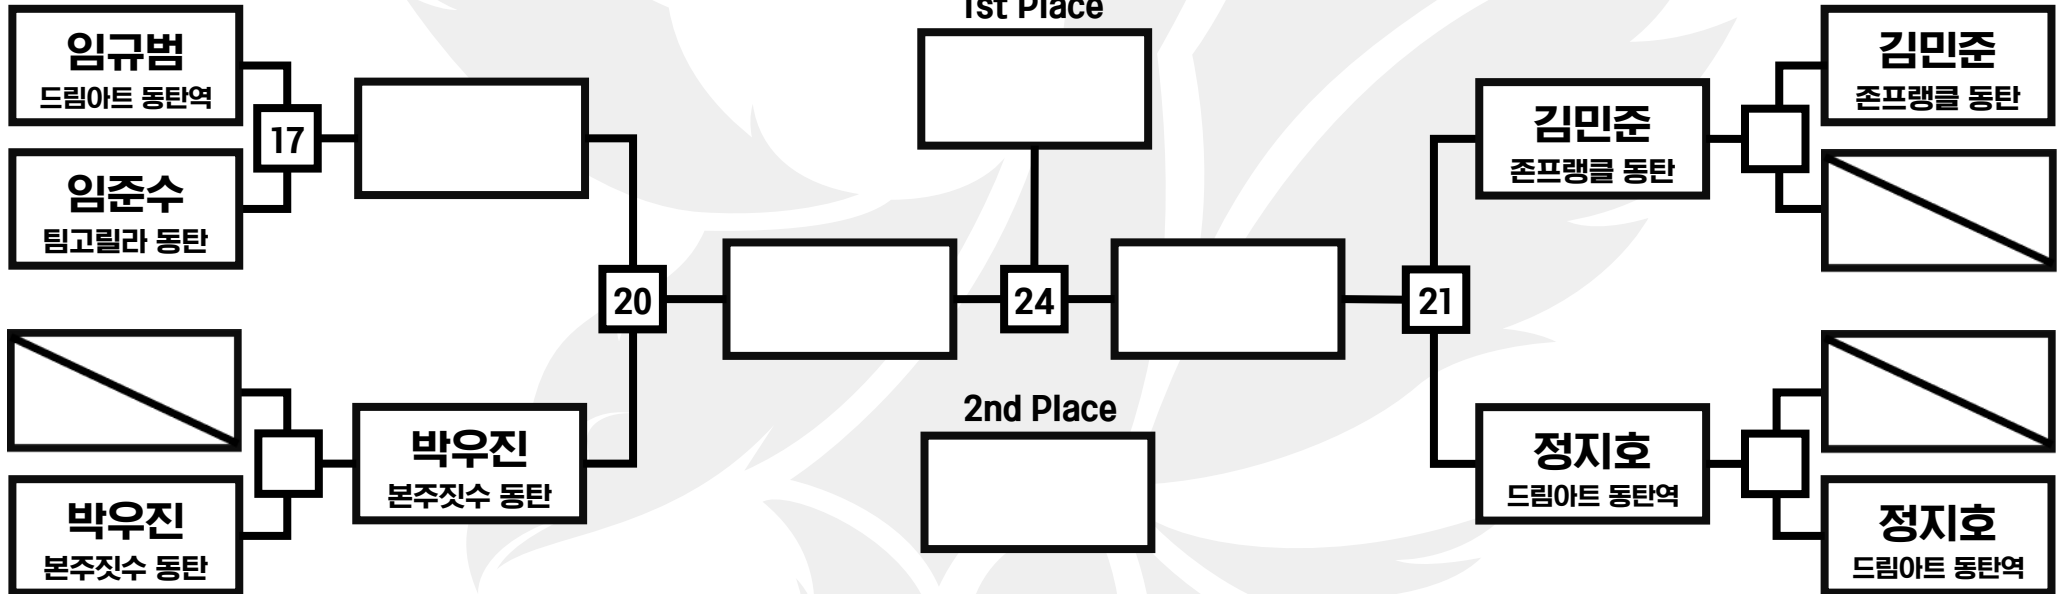 1st Place
임규범
드림아트 동탄역
17
임준수
팀고릴라 동탄
박우진
본주짓수 동탄
박우진
본주짓수 동탄
20
24
21
2nd Place
김민준
존프랭클 동탄
김민준
존프랭클 동탄
정지호
드림아트 동탄역
정지호
드림아트 동탄역